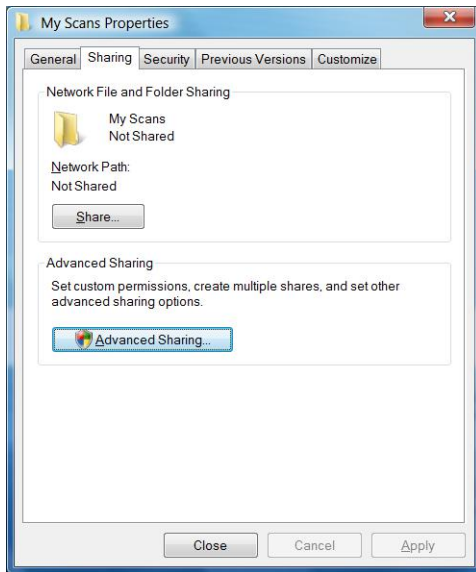 My Scans Properties
General Sharing Security Previous Versions Customize
Network File and Folder Sharing
My Scans
Not Shared
Network Path:
Not Shared
Share...
Advanced Sharing
Set custom permissions, create multiple shares, and set other
advanced sharing options.
Advanced Sharing...
Close Cancel Apply